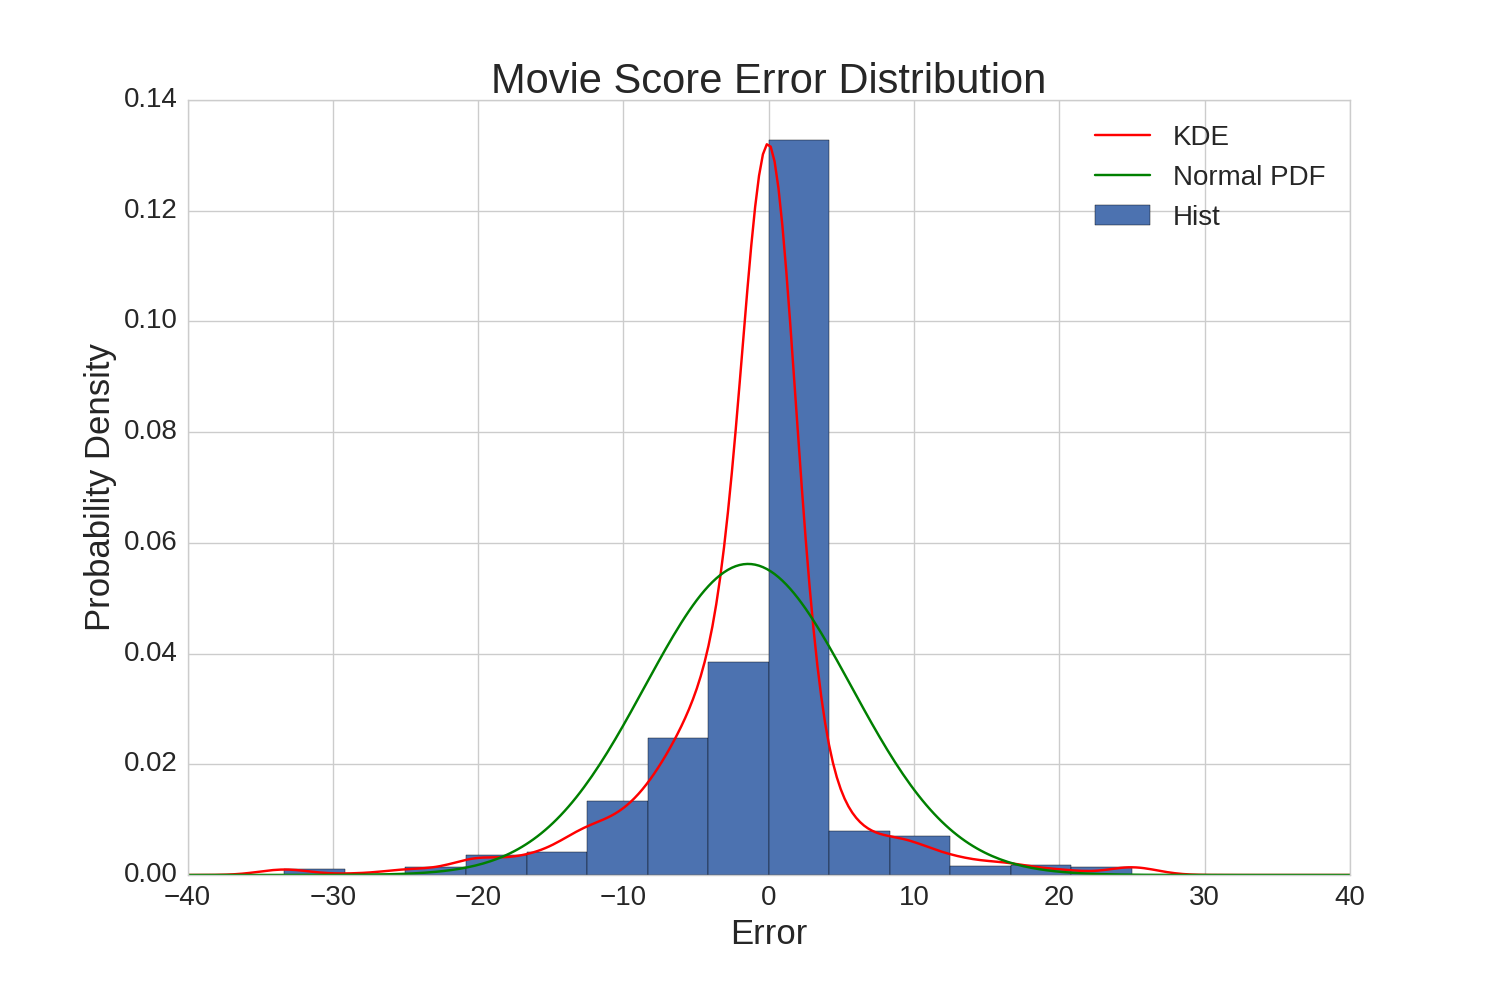 Movie Score Error Distribution
0.14
0.12
0.10
0.08
0.06
0.04
0.02
0.00
Probability Density
KDE
Normal PDF
Hist
−40 −30 −20 −10 0 10 20 30 40
Error